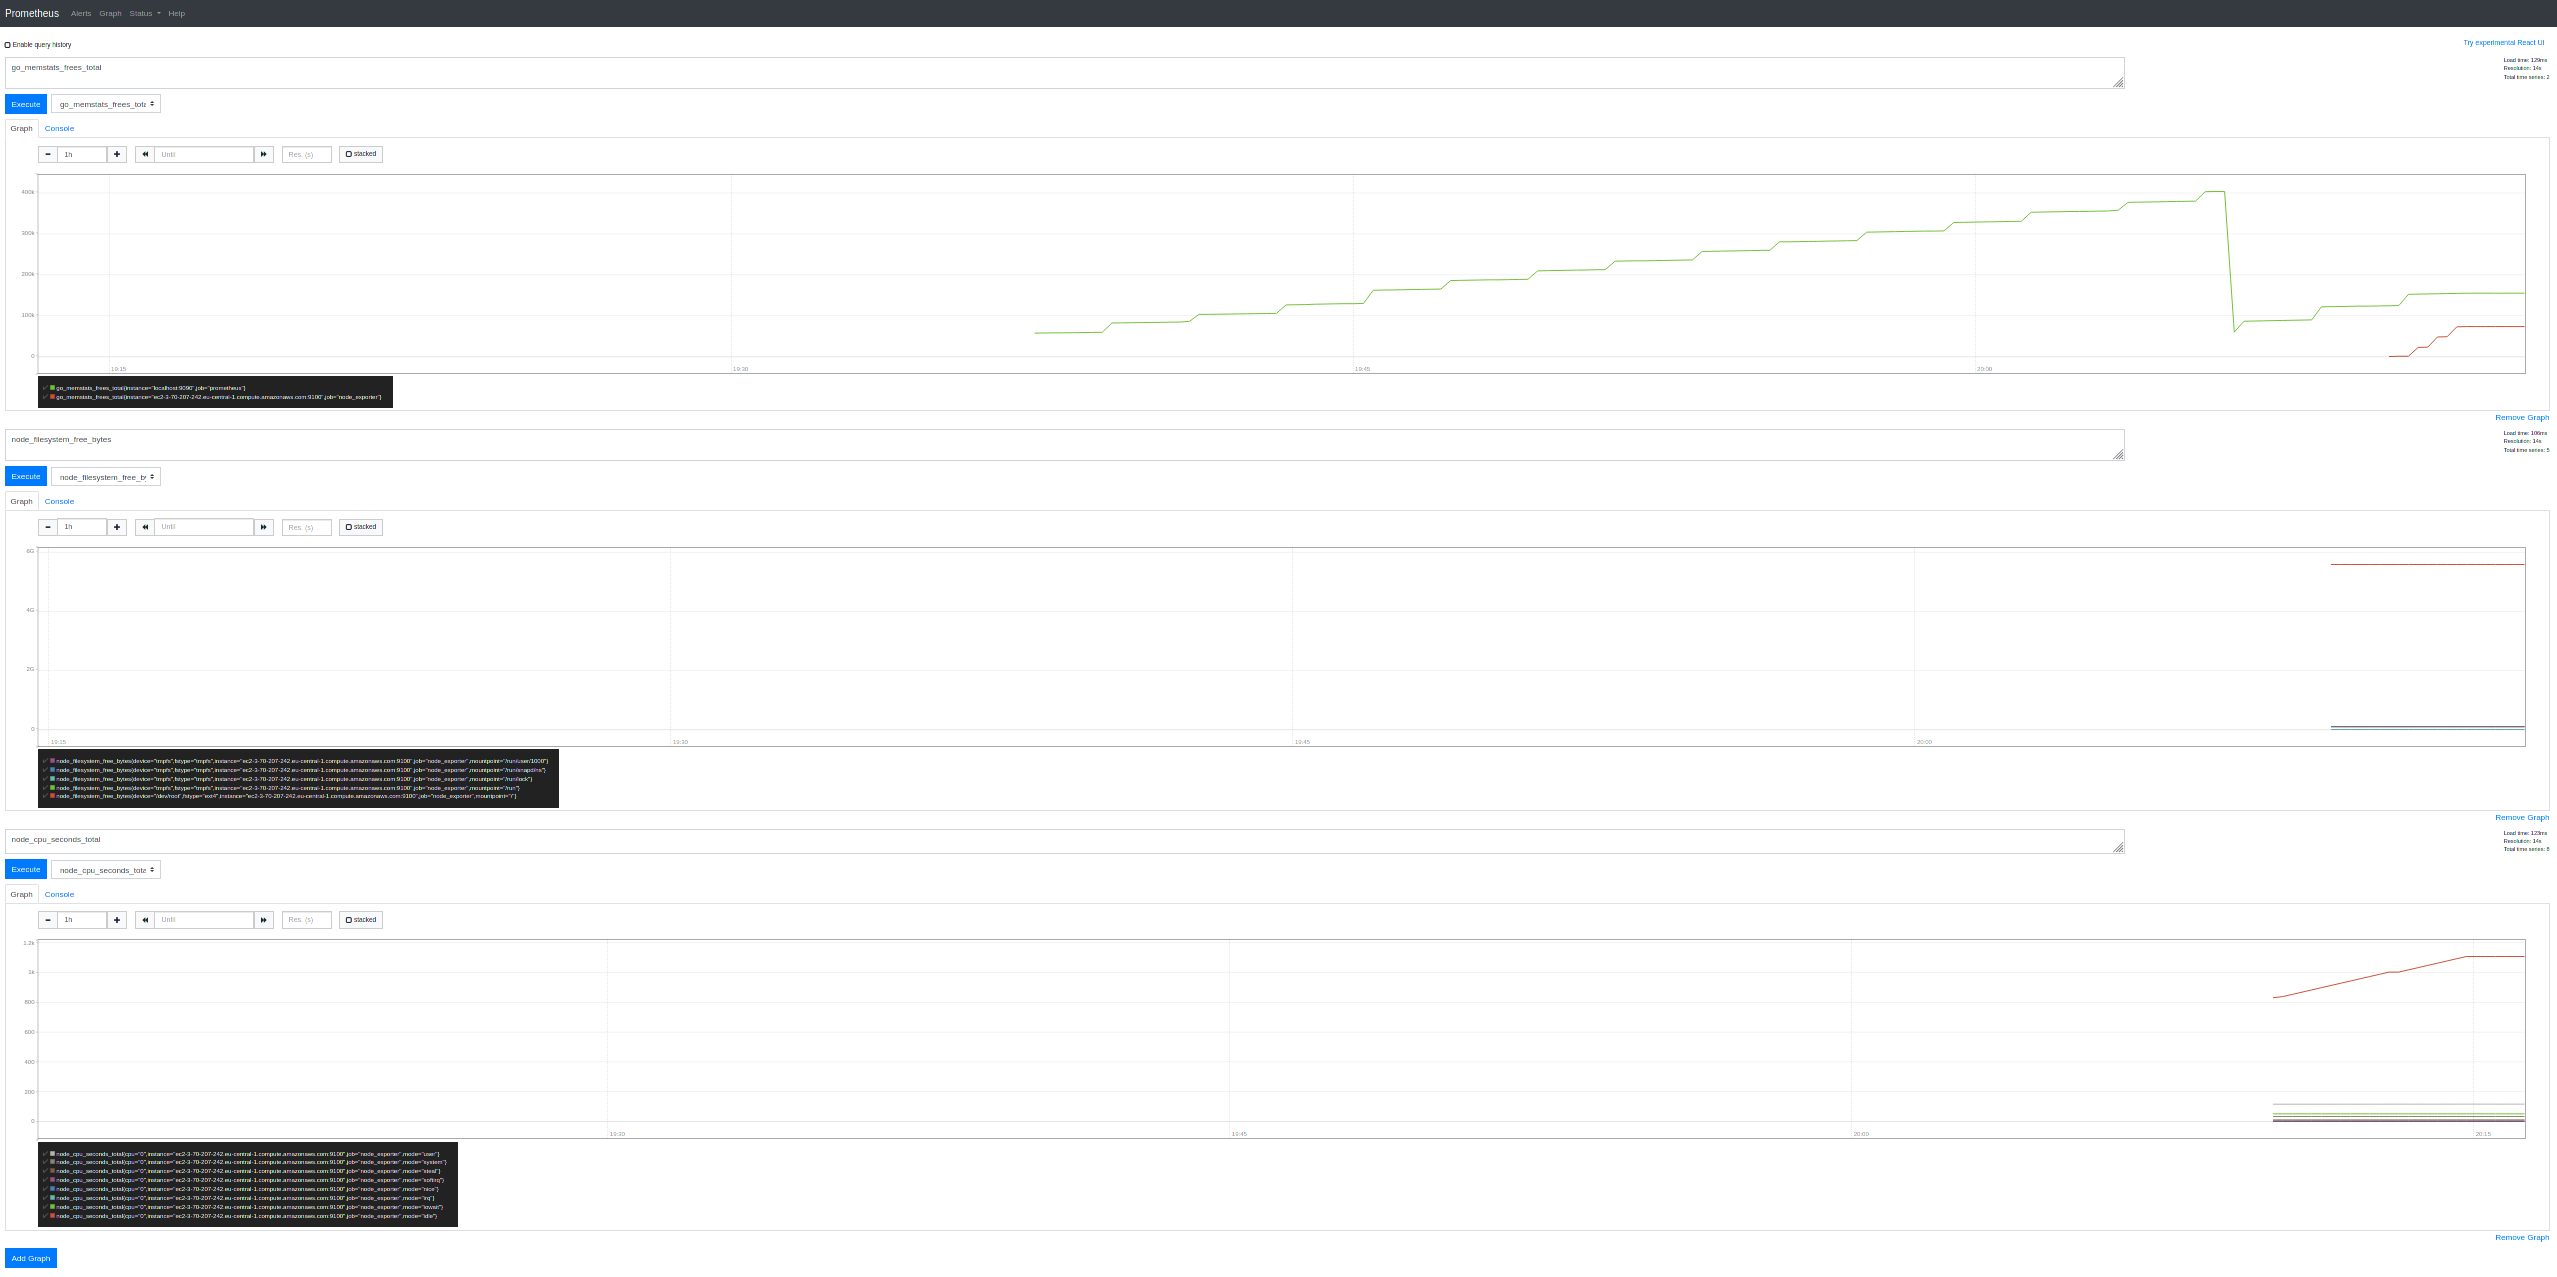 Prometheus Alerts Graph Status Help
Enable query history
Try experimental React UI
go_memstats_frees_total
Load time: 129ms
Resolution: 14s
Total time series: 2
Execute go_memstats_frees_tota
Graph Console
1h Until Res. (s) stacked
400k
300k
200k
100k
0
19:15 19:30 19:45 20:00
go_memstats_frees_total{instance="localhost:9090",job="prometheus"}
go_memstats_frees_total{instance="ec2-3-70-207-242.eu-central-1.compute.amazonaws.com:9100",job="node_exporter"}
Remove Graph
node_filesystem_free_bytes
Load time: 106ms
Resolution: 14s
Total time series: 5
Execute node_filesystem_free_by
Graph Console
1h Until Res. (s) stacked
6G
4G
2G
0
19:15 19:30 19:45 20:00
node_filesystem_free_bytes{device="tmpfs",fstype="tmpfs",instance="ec2-3-70-207-242.eu-central-1.compute.amazonaws.com:9100",job="node_exporter",mountpoint="/run/user/1000"}
node_filesystem_free_bytes{device="tmpfs",fstype="tmpfs",instance="ec2-3-70-207-242.eu-central-1.compute.amazonaws.com:9100",job="node_exporter",mountpoint="/run/snapd/ns"}
node_filesystem_free_bytes{device="tmpfs",fstype="tmpfs",instance="ec2-3-70-207-242.eu-central-1.compute.amazonaws.com:9100",job="node_exporter",mountpoint="/run/lock"}
node_filesystem_free_bytes{device="tmpfs",fstype="tmpfs",instance="ec2-3-70-207-242.eu-central-1.compute.amazonaws.com:9100",job="node_exporter",mountpoint="/run"}
node_filesystem_free_bytes{device="/dev/root",fstype="ext4",instance="ec2-3-70-207-242.eu-central-1.compute.amazonaws.com:9100",job="node_exporter",mountpoint="/"}
Remove Graph
node_cpu_seconds_total
Load time: 123ms
Resolution: 14s
Total time series: 8
Execute node_cpu_seconds_tota
Graph Console
1h Until Res. (s) stacked
1.2k
1k
800
600
400
200
0
19:30 19:45 20:00 20:15
node_cpu_seconds_total{cpu="0",instance="ec2-3-70-207-242.eu-central-1.compute.amazonaws.com:9100",job="node_exporter",mode="user"}
node_cpu_seconds_total{cpu="0",instance="ec2-3-70-207-242.eu-central-1.compute.amazonaws.com:9100",job="node_exporter",mode="system"}
node_cpu_seconds_total{cpu="0",instance="ec2-3-70-207-242.eu-central-1.compute.amazonaws.com:9100",job="node_exporter",mode="steal"}
node_cpu_seconds_total{cpu="0",instance="ec2-3-70-207-242.eu-central-1.compute.amazonaws.com:9100",job="node_exporter",mode="softirq"}
node_cpu_seconds_total{cpu="0",instance="ec2-3-70-207-242.eu-central-1.compute.amazonaws.com:9100",job="node_exporter",mode="nice"}
node_cpu_seconds_total{cpu="0",instance="ec2-3-70-207-242.eu-central-1.compute.amazonaws.com:9100",job="node_exporter",mode="irq"}
node_cpu_seconds_total{cpu="0",instance="ec2-3-70-207-242.eu-central-1.compute.amazonaws.com:9100",job="node_exporter",mode="iowait"}
node_cpu_seconds_total{cpu="0",instance="ec2-3-70-207-242.eu-central-1.compute.amazonaws.com:9100",job="node_exporter",mode="idle"}
Remove Graph
Add Graph